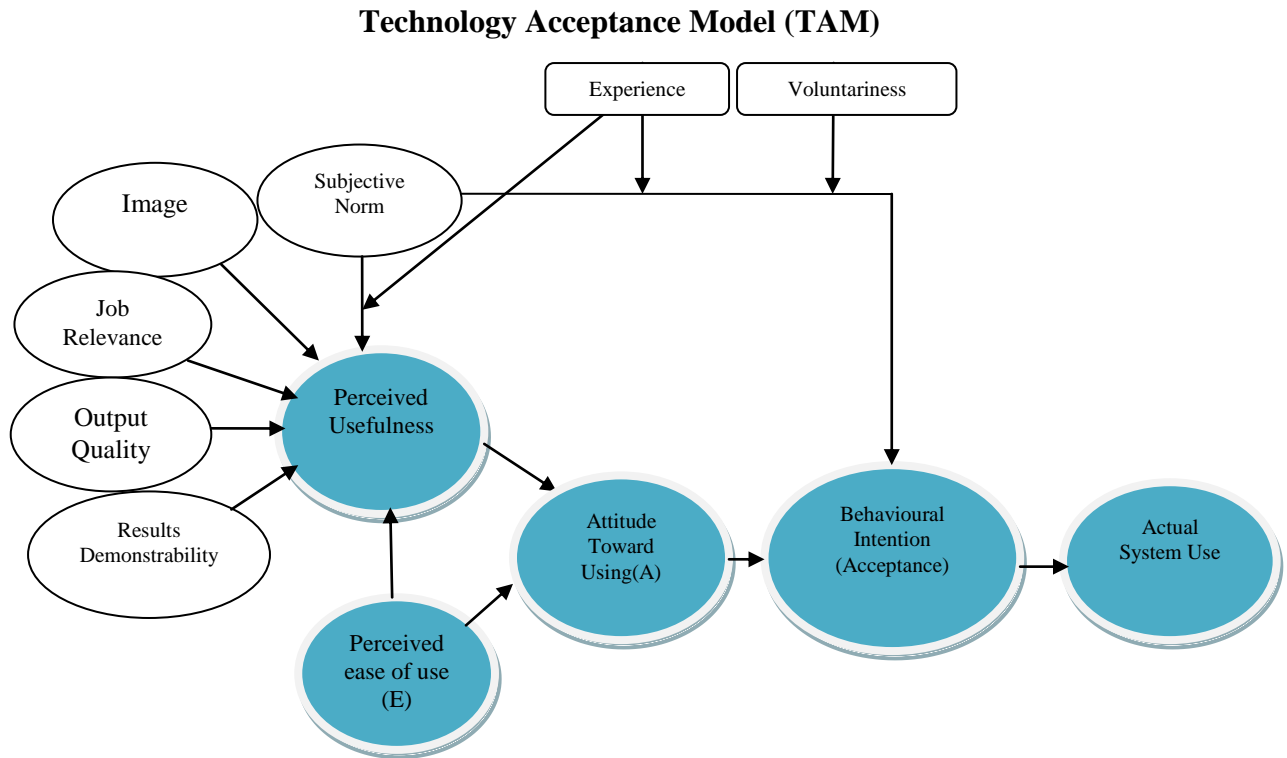 Technology Acceptance Model (TAM)
Experience
Voluntariness
Subjective
Norm
Image
Job
Relevance
Perceived
Usefulness
Output
Quality
Results
Demonstrability
Attitude
Toward
Using(A)
Behavioural
Intention
(Acceptance)
Actual
System Use
Perceived
ease of use
(E)